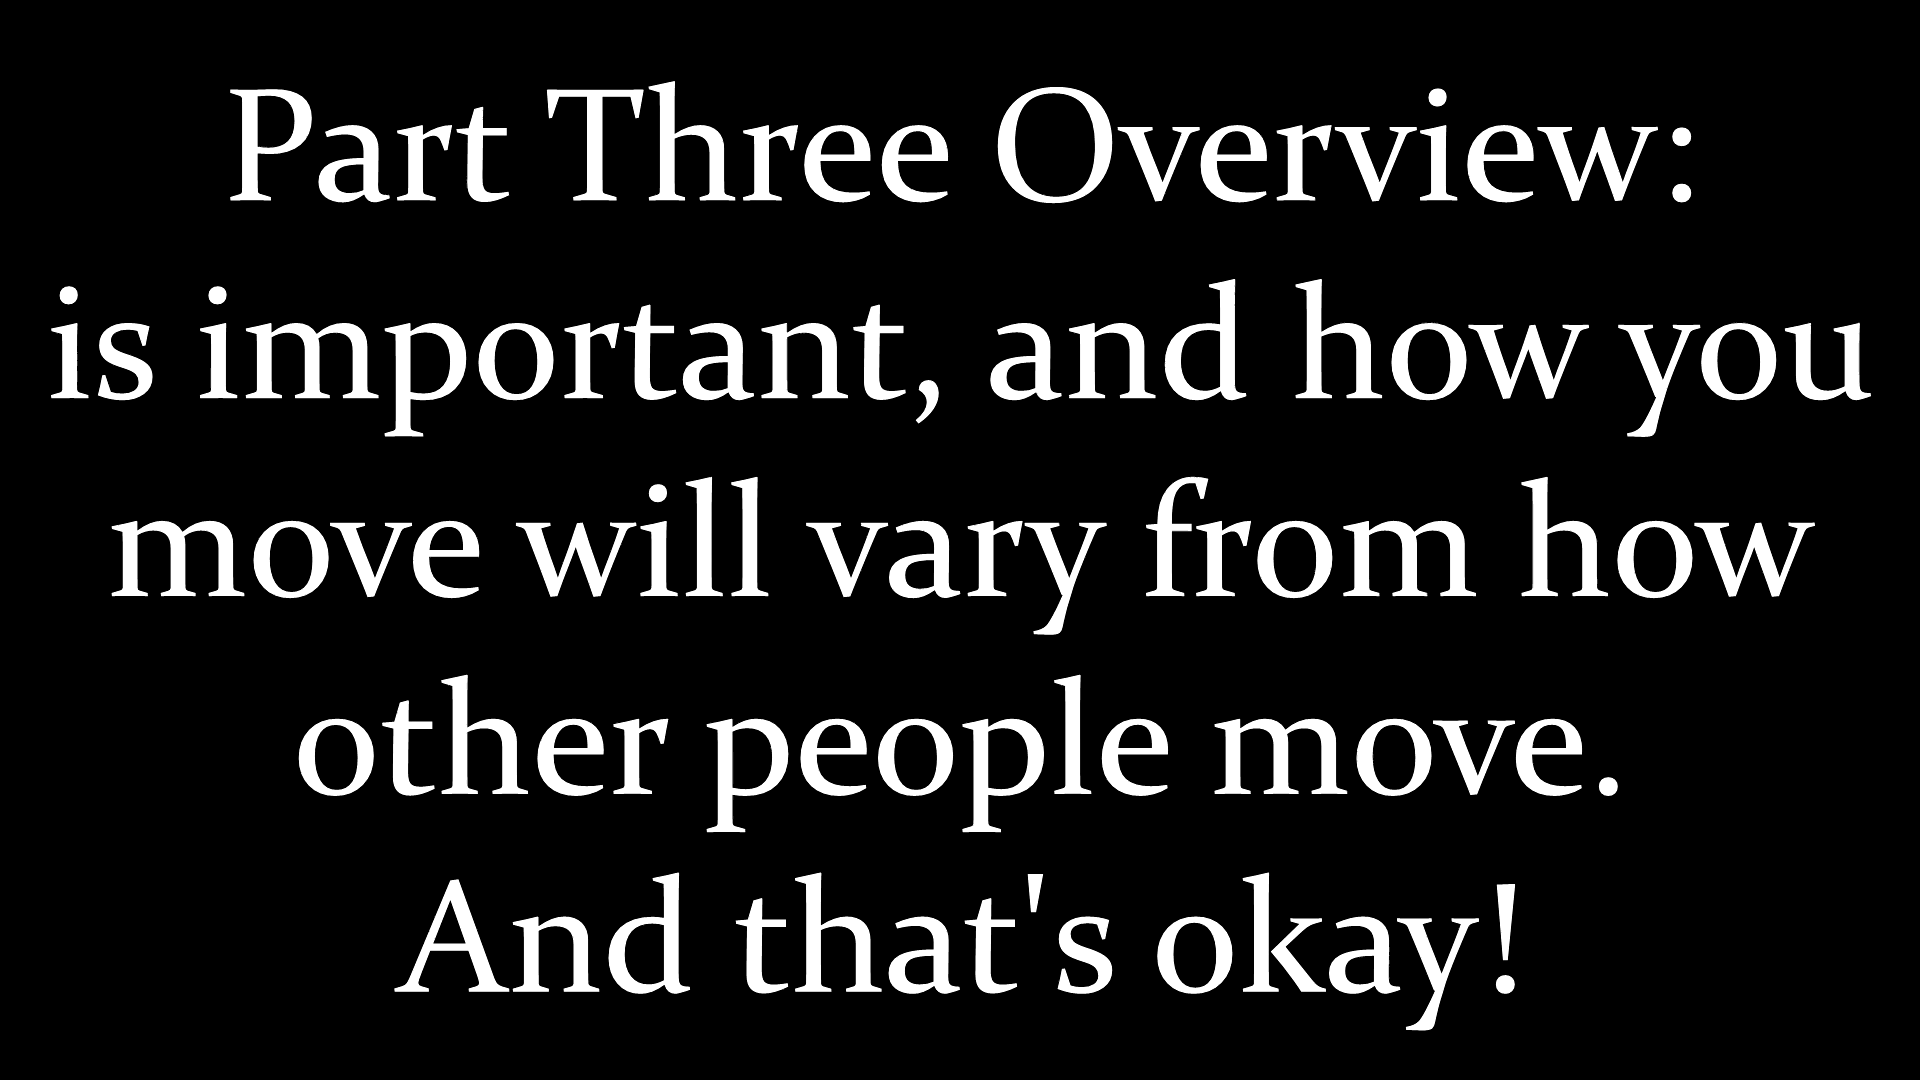 Part Three Overview:
is important, and how you
move will vary from how
other people move.
And that's okay!